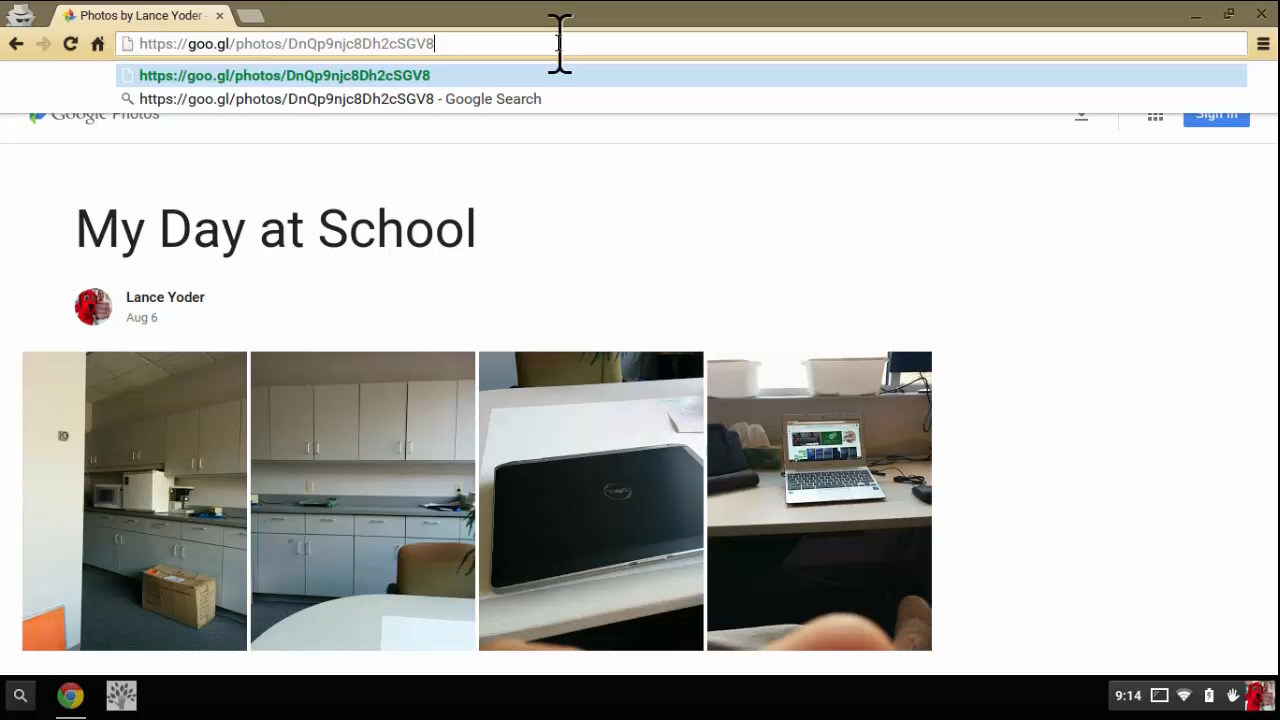 Photos by Lance Yoder -
https://goo.gl/photos/DnQp9njc8Dh2cSGV8
https://goo.gl/photos/DnQp9njc8Dh2cSGV8
https://goo.gl/photos/DnQp9njc8Dh2cSGV8 - Google Search
Google Photos
Sign in
My Day at School
Lance Yoder
Aug 6
DELL
9:14